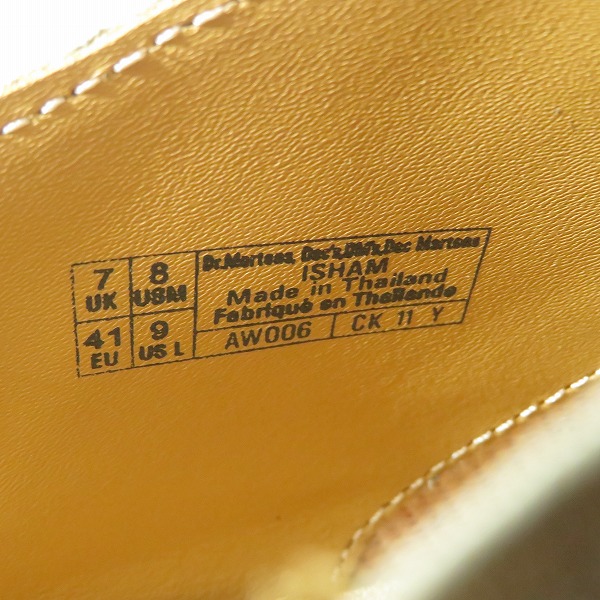 7 UK
8 USM
41 EU
9 US L
Dr.Martens, Doc's, DM's, Doc Martens
ISHAM
Made in Thailand
Fabriqué en Thaïlande
AW006
CK 11 Y